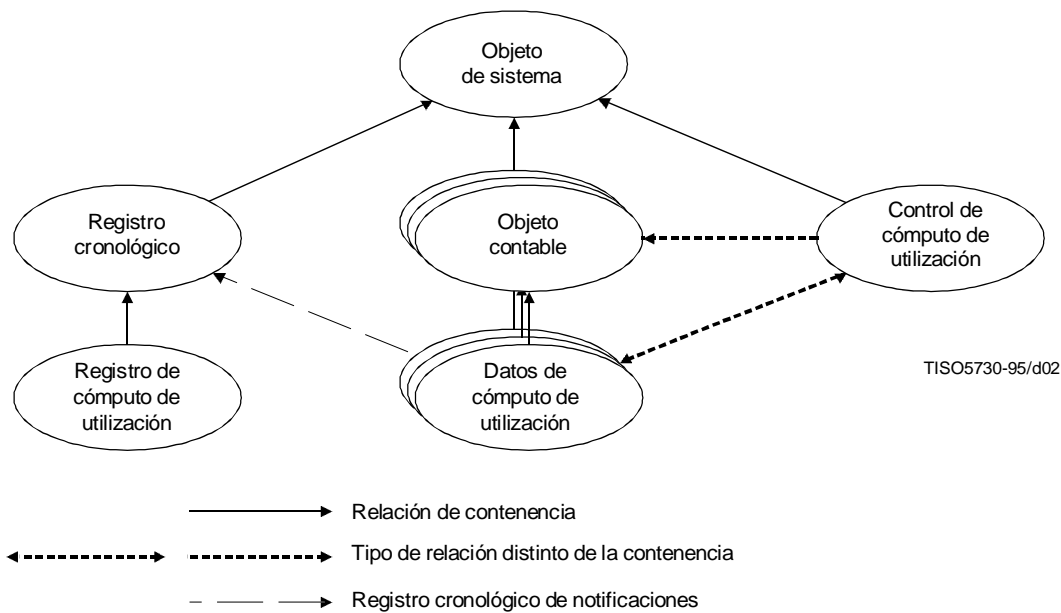 Objeto
de sistema
Registro
cronológico
Objeto
contable
Control de
cómputo de
utilización
Registro de
cómputo de
utilización
Datos de
cómputo de
utilización
TISO5730-95/d02
Relación de contenencia
Tipo de relación distinto de la contenencia
Registro cronológico de notificaciones